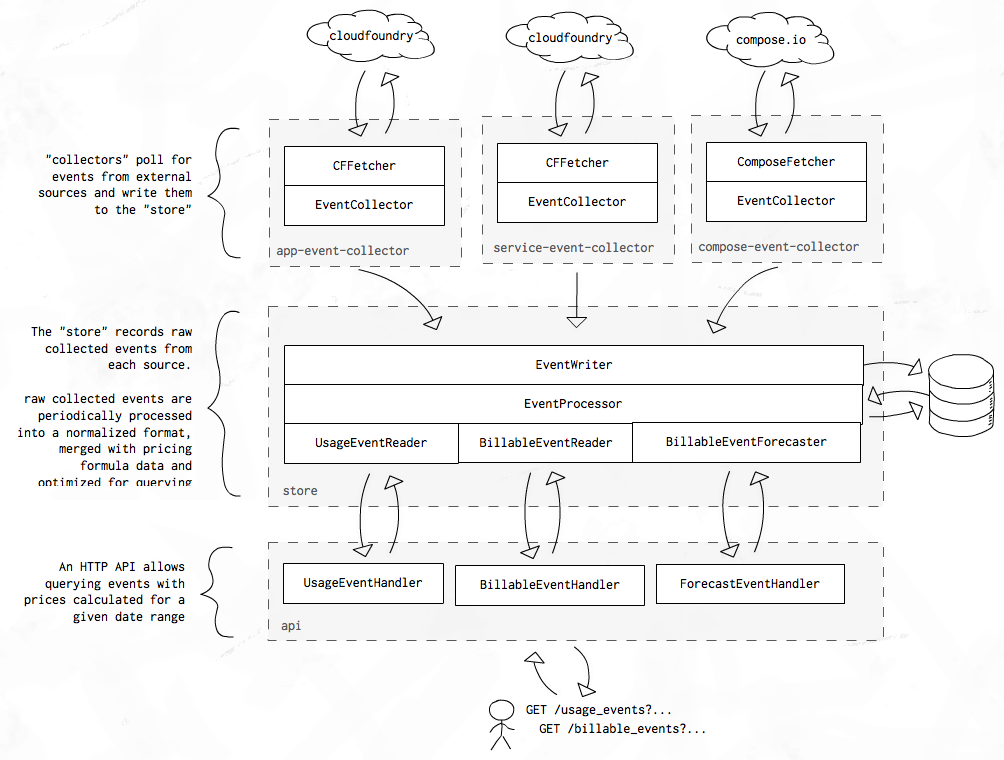 cloudfoundry
cloudfoundry
compose.io
"collectors" poll for
events from external
sources and write them
to the "store"
CFFetcher
EventCollector
app-event-collector
CFFetcher
EventCollector
service-event-collector
ComposeFetcher
EventCollector
compose-event-collector
The "store" records raw
collected events from
each source.
raw collected events are
periodically processed
into a normalized format,
merged with pricing
formula data and
optimized for querying
EventWriter
EventProcessor
UsageEventReader
BillableEventReader
BillableEventForecaster
store
An HTTP API allows
querying events with
prices calculated for a
given date range
UsageEventHandler
BillableEventHandler
ForecastEventHandler
api
GET /usage_events?...
GET /billable_events?...